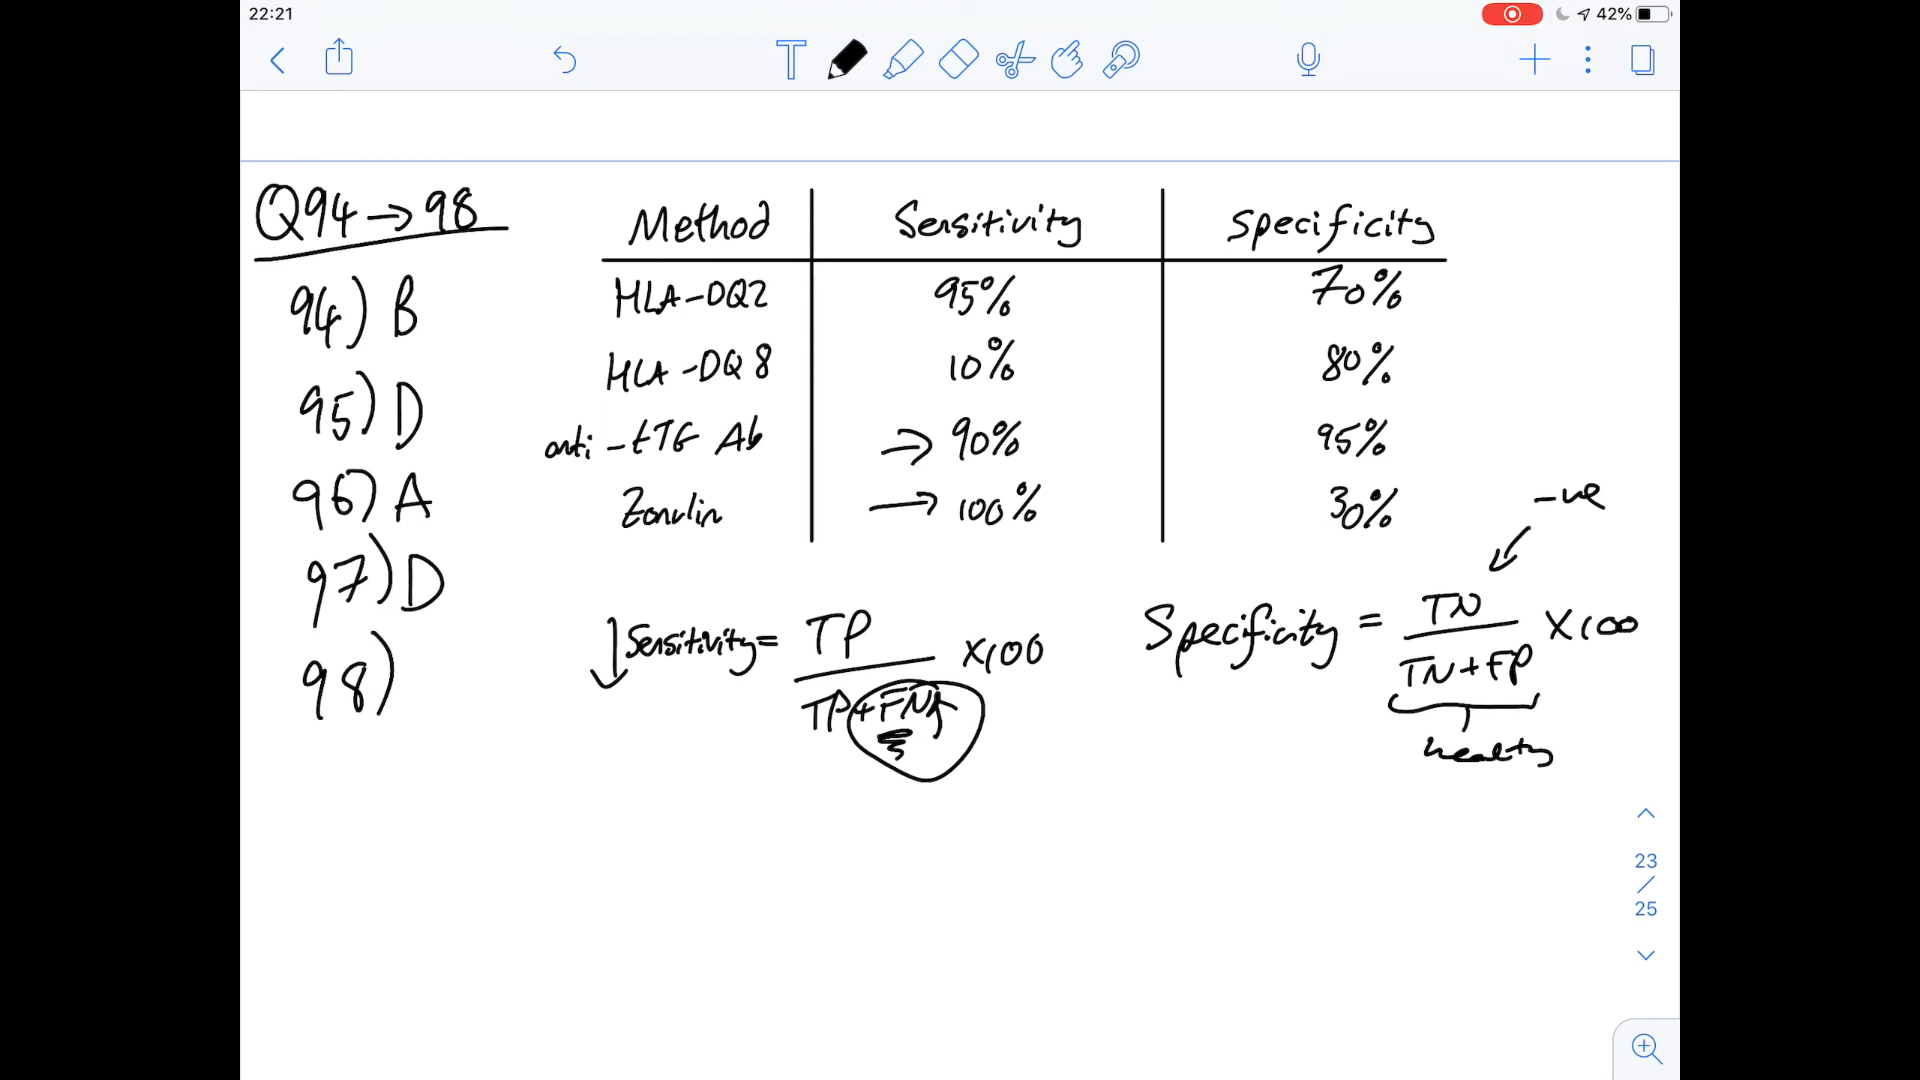 22:21
42%
Q94→98
94) B
95) D
96) A
97) D
98)
Method Sensitivity Specificity
HLA-DQ2 95% 70%
HLA-DQ8 10% 80%
anti-tTG Ab → 90% 95%
Zonulin → 100% 30%
-ve
↓ Sensitivity = TP / TP+FN↑ ×100
Specificity = TN / TN+FP ×100
healthy
23
/
25